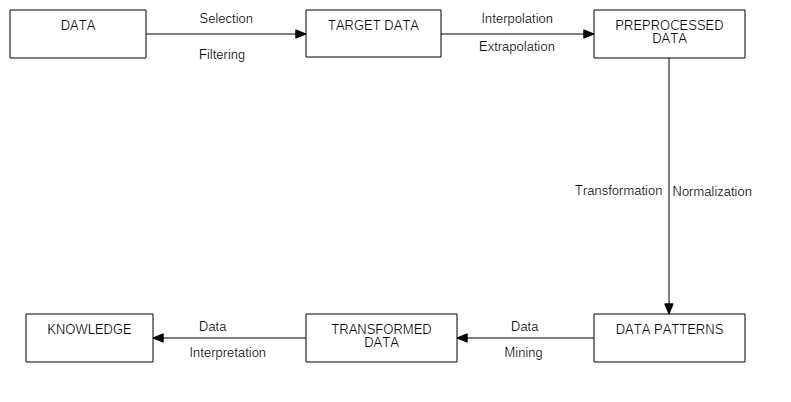 DATA
Selection
Filtering
TARGET DATA
Interpolation
Extrapolation
PREPROCESSED
DATA
Transformation
Normalization
DATA PATTERNS
Data
Mining
TRANSFORMED
DATA
Data
Interpretation
KNOWLEDGE